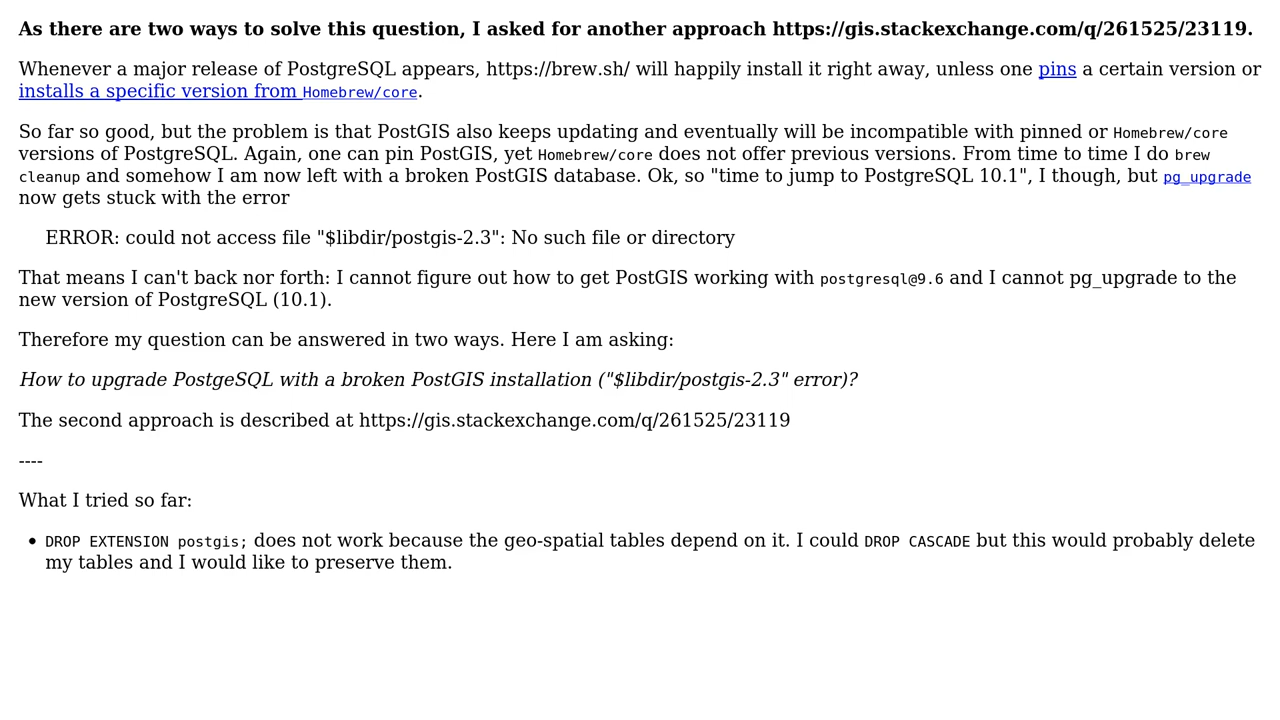 As there are two ways to solve this question, I asked for another approach https://gis.stackexchange.com/q/261525/23119.
Whenever a major release of PostgreSQL appears, https://brew.sh/ will happily install it right away, unless one pins a certain version or
installs a specific version from Homebrew/core.
So far so good, but the problem is that PostGIS also keeps updating and eventually will be incompatible with pinned or Homebrew/core
versions of PostgreSQL. Again, one can pin PostGIS, yet Homebrew/core does not offer previous versions. From time to time I do brew
cleanup and somehow I am now left with a broken PostGIS database. Ok, so "time to jump to PostgreSQL 10.1", I though, but pg_upgrade
now gets stuck with the error
ERROR: could not access file "$libdir/postgis-2.3": No such file or directory
That means I can't back nor forth: I cannot figure out how to get PostGIS working with postgresql@9.6 and I cannot pg_upgrade to the
new version of PostgreSQL (10.1).
Therefore my question can be answered in two ways. Here I am asking:
How to upgrade PostgeSQL with a broken PostGIS installation ("$libdir/postgis-2.3" error)?
The second approach is described at https://gis.stackexchange.com/q/261525/23119
----
What I tried so far:
• DROP EXTENSION postgis; does not work because the geo-spatial tables depend on it. I could DROP CASCADE but this would probably delete
my tables and I would like to preserve them.